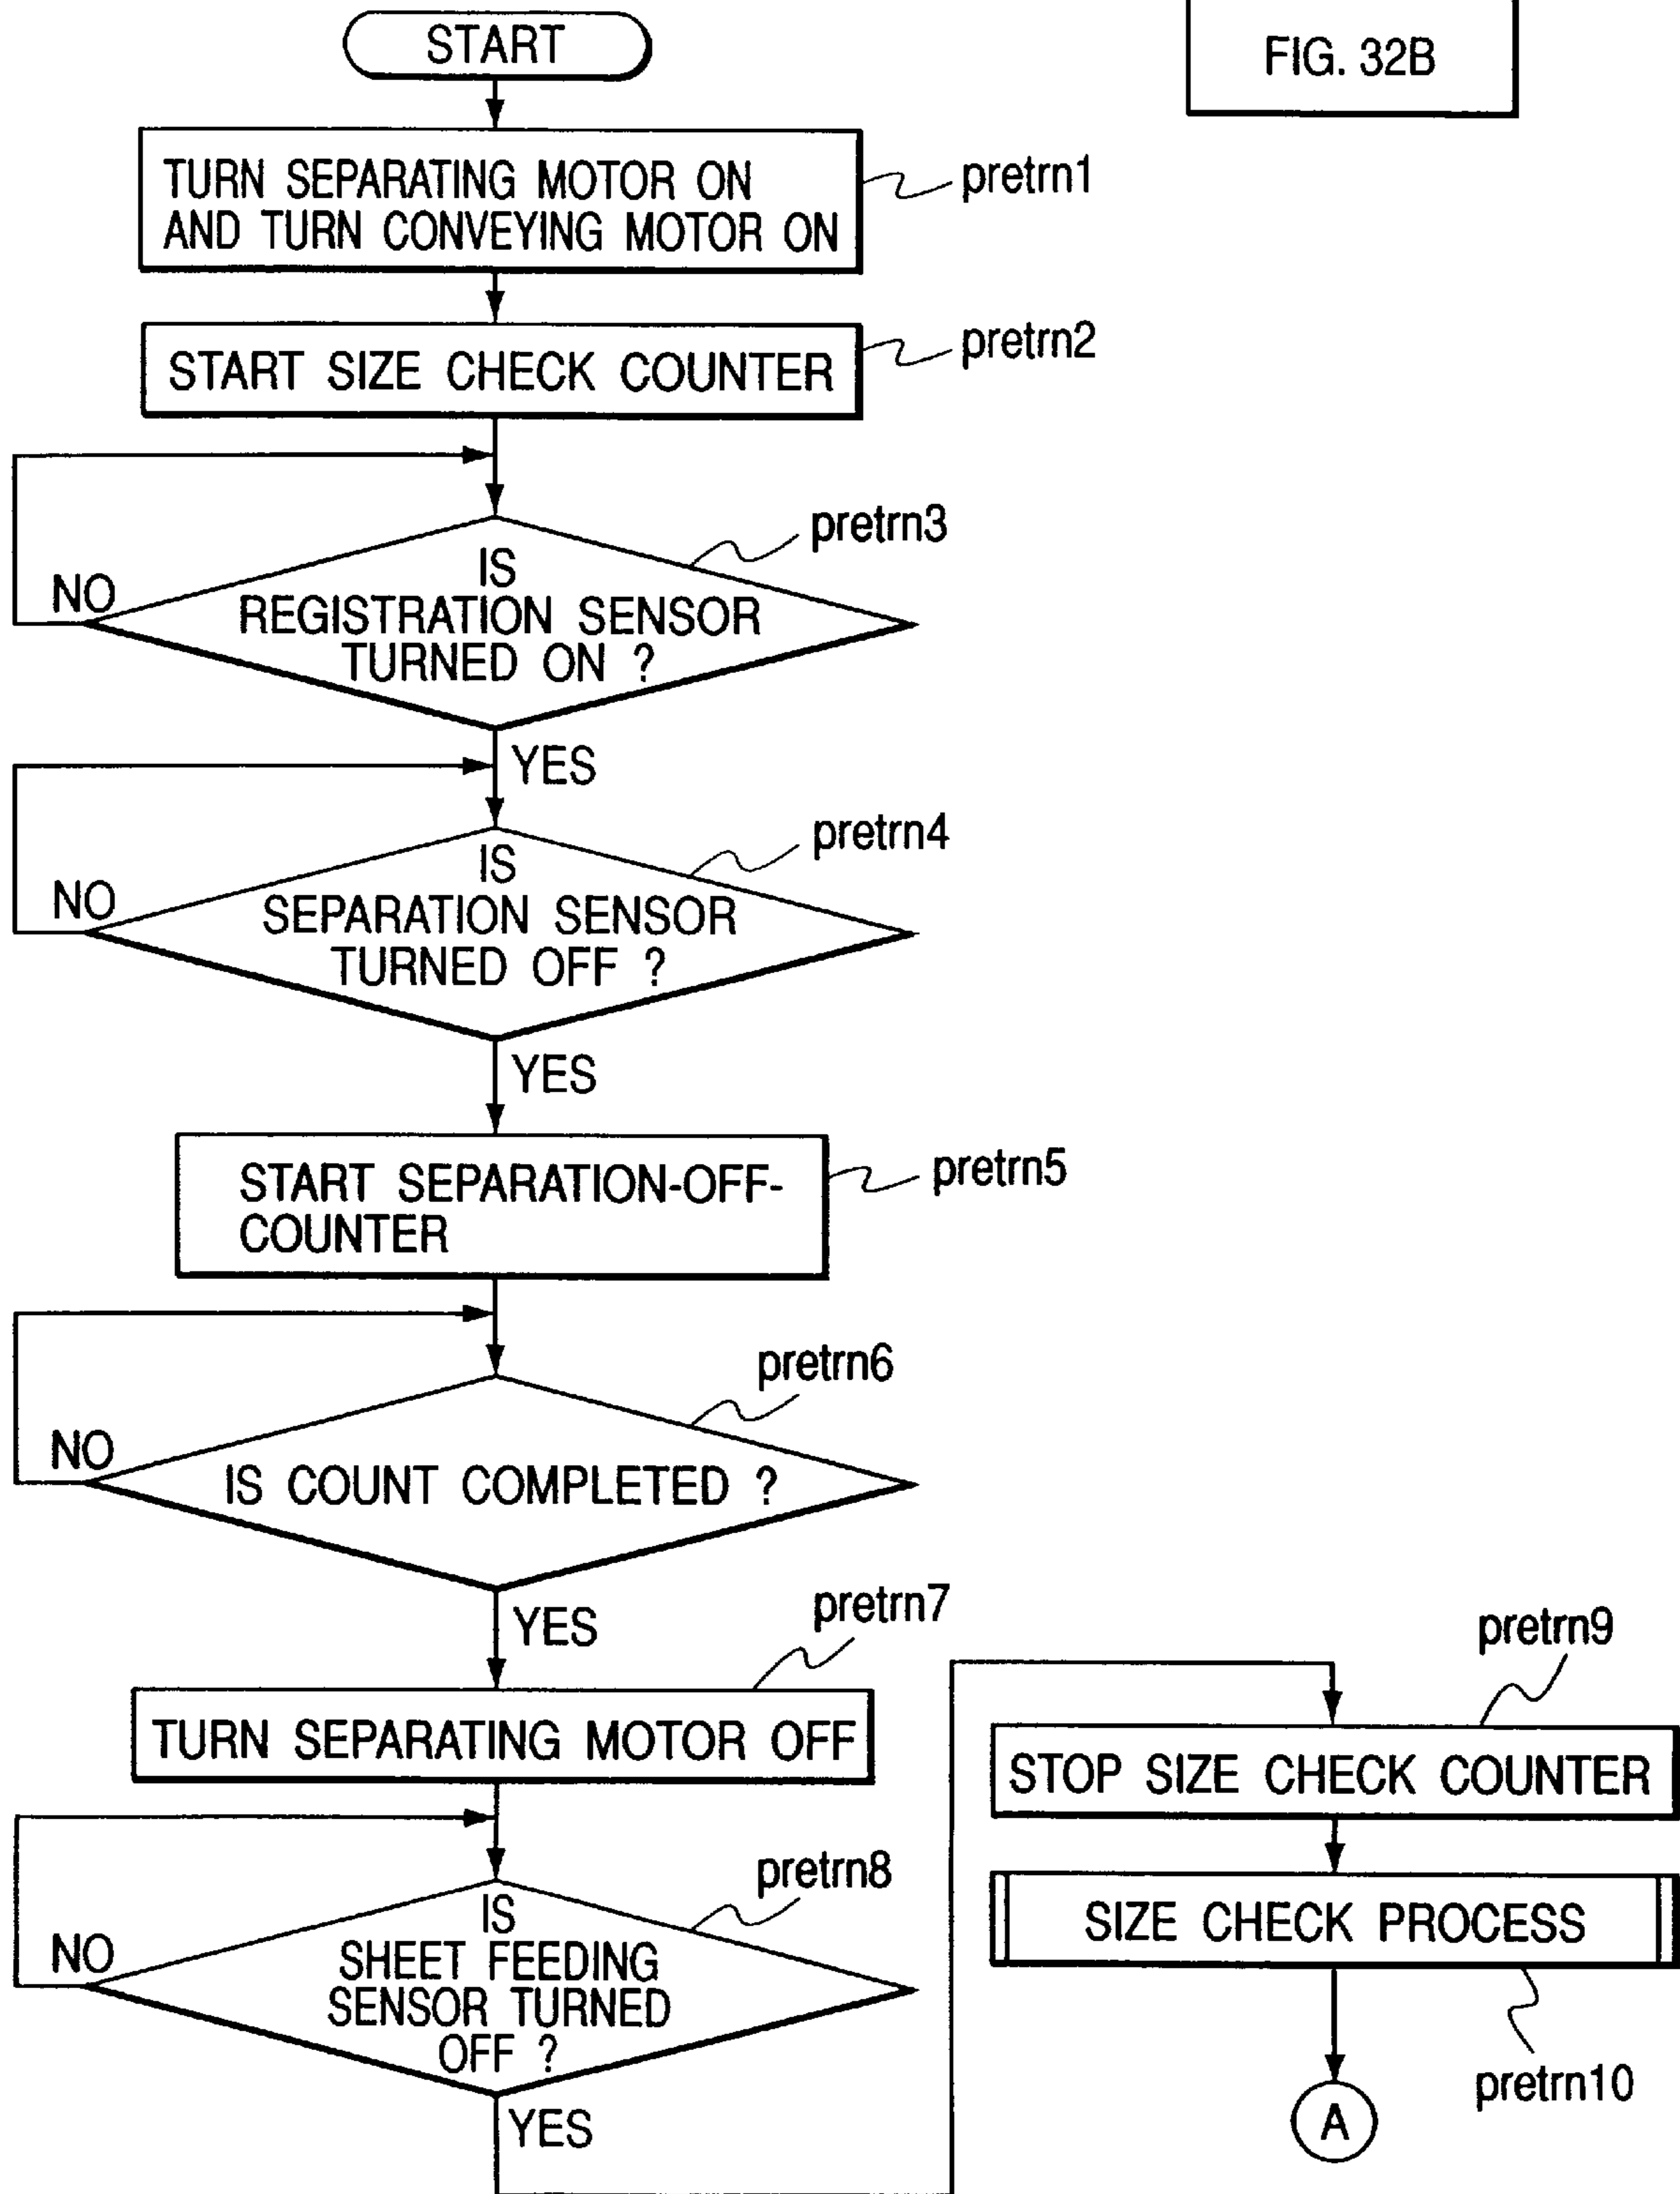 START
FIG. 32B
TURN SEPARATING MOTOR ON
AND TURN CONVEYING MOTOR ON
pretrn1
START SIZE CHECK COUNTER
pretrn2
pretrn3
IS
REGISTRATION SENSOR
TURNED ON ?
NO
YES
pretrn4
IS
SEPARATION SENSOR
TURNED OFF ?
NO
YES
START SEPARATION-OFF-
COUNTER
pretrn5
pretrn6
IS COUNT COMPLETED ?
NO
YES
pretrn7
TURN SEPARATING MOTOR OFF
pretrn8
IS
SHEET FEEDING
SENSOR TURNED
OFF ?
NO
YES
pretrn9
STOP SIZE CHECK COUNTER
SIZE CHECK PROCESS
pretrn10
A